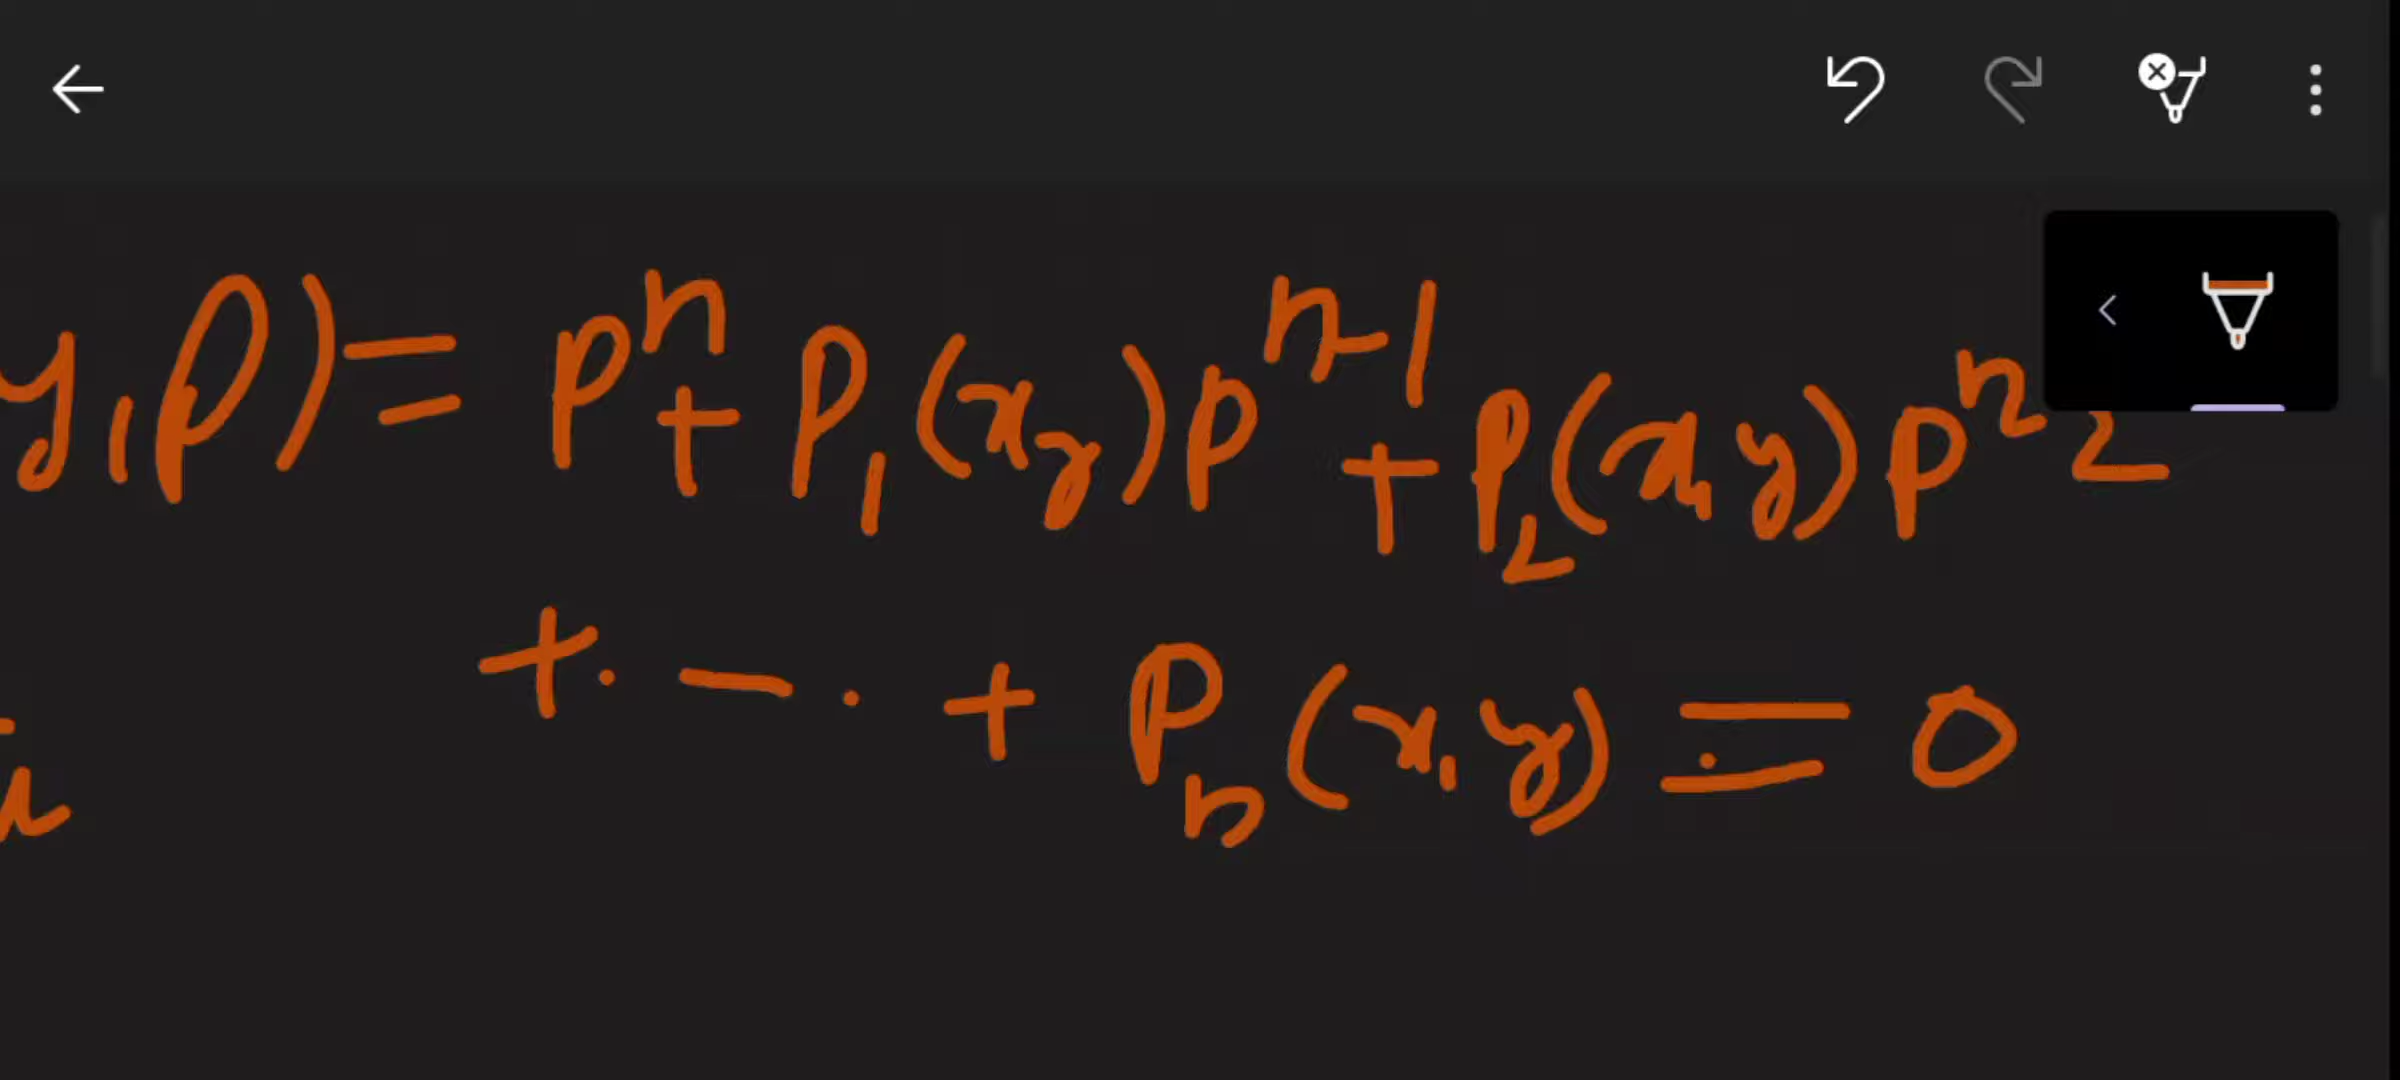 y,p) = pⁿ + P₁(x,y)pⁿ⁻¹ + P₂(x,y)pⁿ⁻²
+ . — . + Pₙ(x,y) = 0